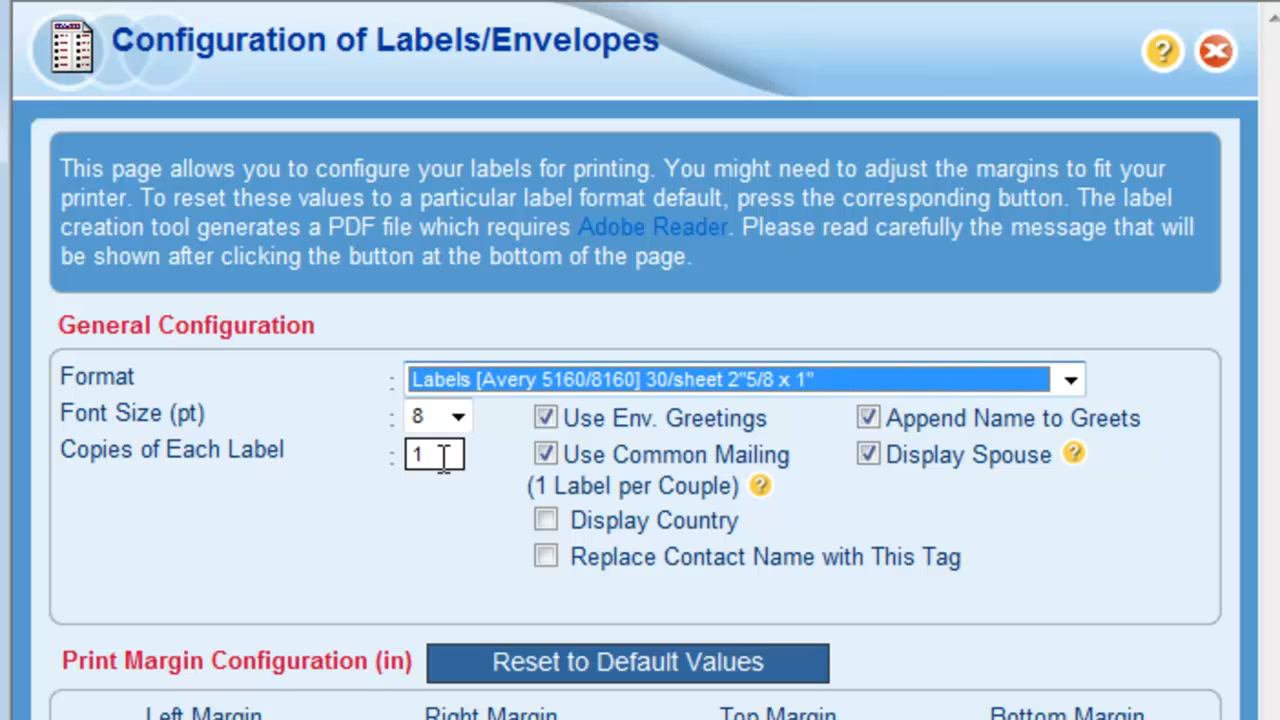 Configuration of Labels/Envelopes
?
This page allows you to configure your labels for printing. You might need to adjust the margins to fit your
printer. To reset these values to a particular label format default, press the corresponding button. The label
creation tool generates a PDF file which requires Adobe Reader. Please read carefully the message that will
be shown after clicking the button at the bottom of the page.
General Configuration
Format : Labels [Avery 5160/8160] 30/sheet 2"5/8 x 1"
Font Size (pt) : 8 Use Env. Greetings Append Name to Greets
Copies of Each Label : 1 Use Common Mailing Display Spouse ?
(1 Label per Couple) ?
Display Country
Replace Contact Name with This Tag
Print Margin Configuration (in) Reset to Default Values
Left Margin Right Margin Top Margin Bottom Margin